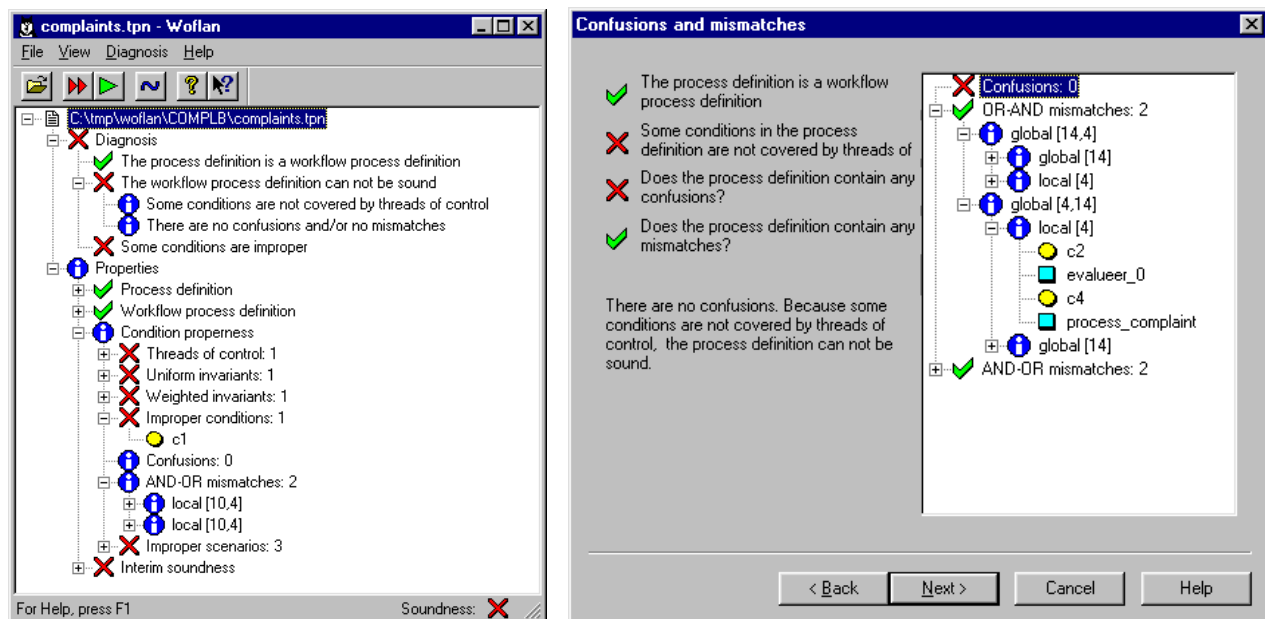 complaints.tpn - Woflan
File View Diagnosis Help
C:\tmp\woflan\COMPLB\complaints.tpn
Diagnosis
The process definition is a workflow process definition
The workflow process definition can not be sound
Some conditions are not covered by threads of control
There are no confusions and/or no mismatches
Some conditions are improper
Properties
Process definition
Workflow process definition
Condition properness
Threads of control: 1
Uniform invariants: 1
Weighted invariants: 1
Improper conditions: 1
c1
Confusions: 0
AND-OR mismatches: 2
local [10,4]
local [10,4]
Improper scenarios: 3
Interim soundness
For Help, press F1 Soundness:
Confusions and mismatches
The process definition is a workflow
process definition
Some conditions in the process
definition are not covered by threads of
Does the process definition contain any
confusions?
Does the process definition contain any
mismatches?
There are no confusions. Because some
conditions are not covered by threads of
control, the process definition can not be
sound.
Confusions: 0
OR-AND mismatches: 2
global [14,4]
global [14]
local [4]
global [4,14]
local [4]
c2
evalueer_0
c4
process_complaint
global [14]
AND-OR mismatches: 2
< Back Next > Cancel Help